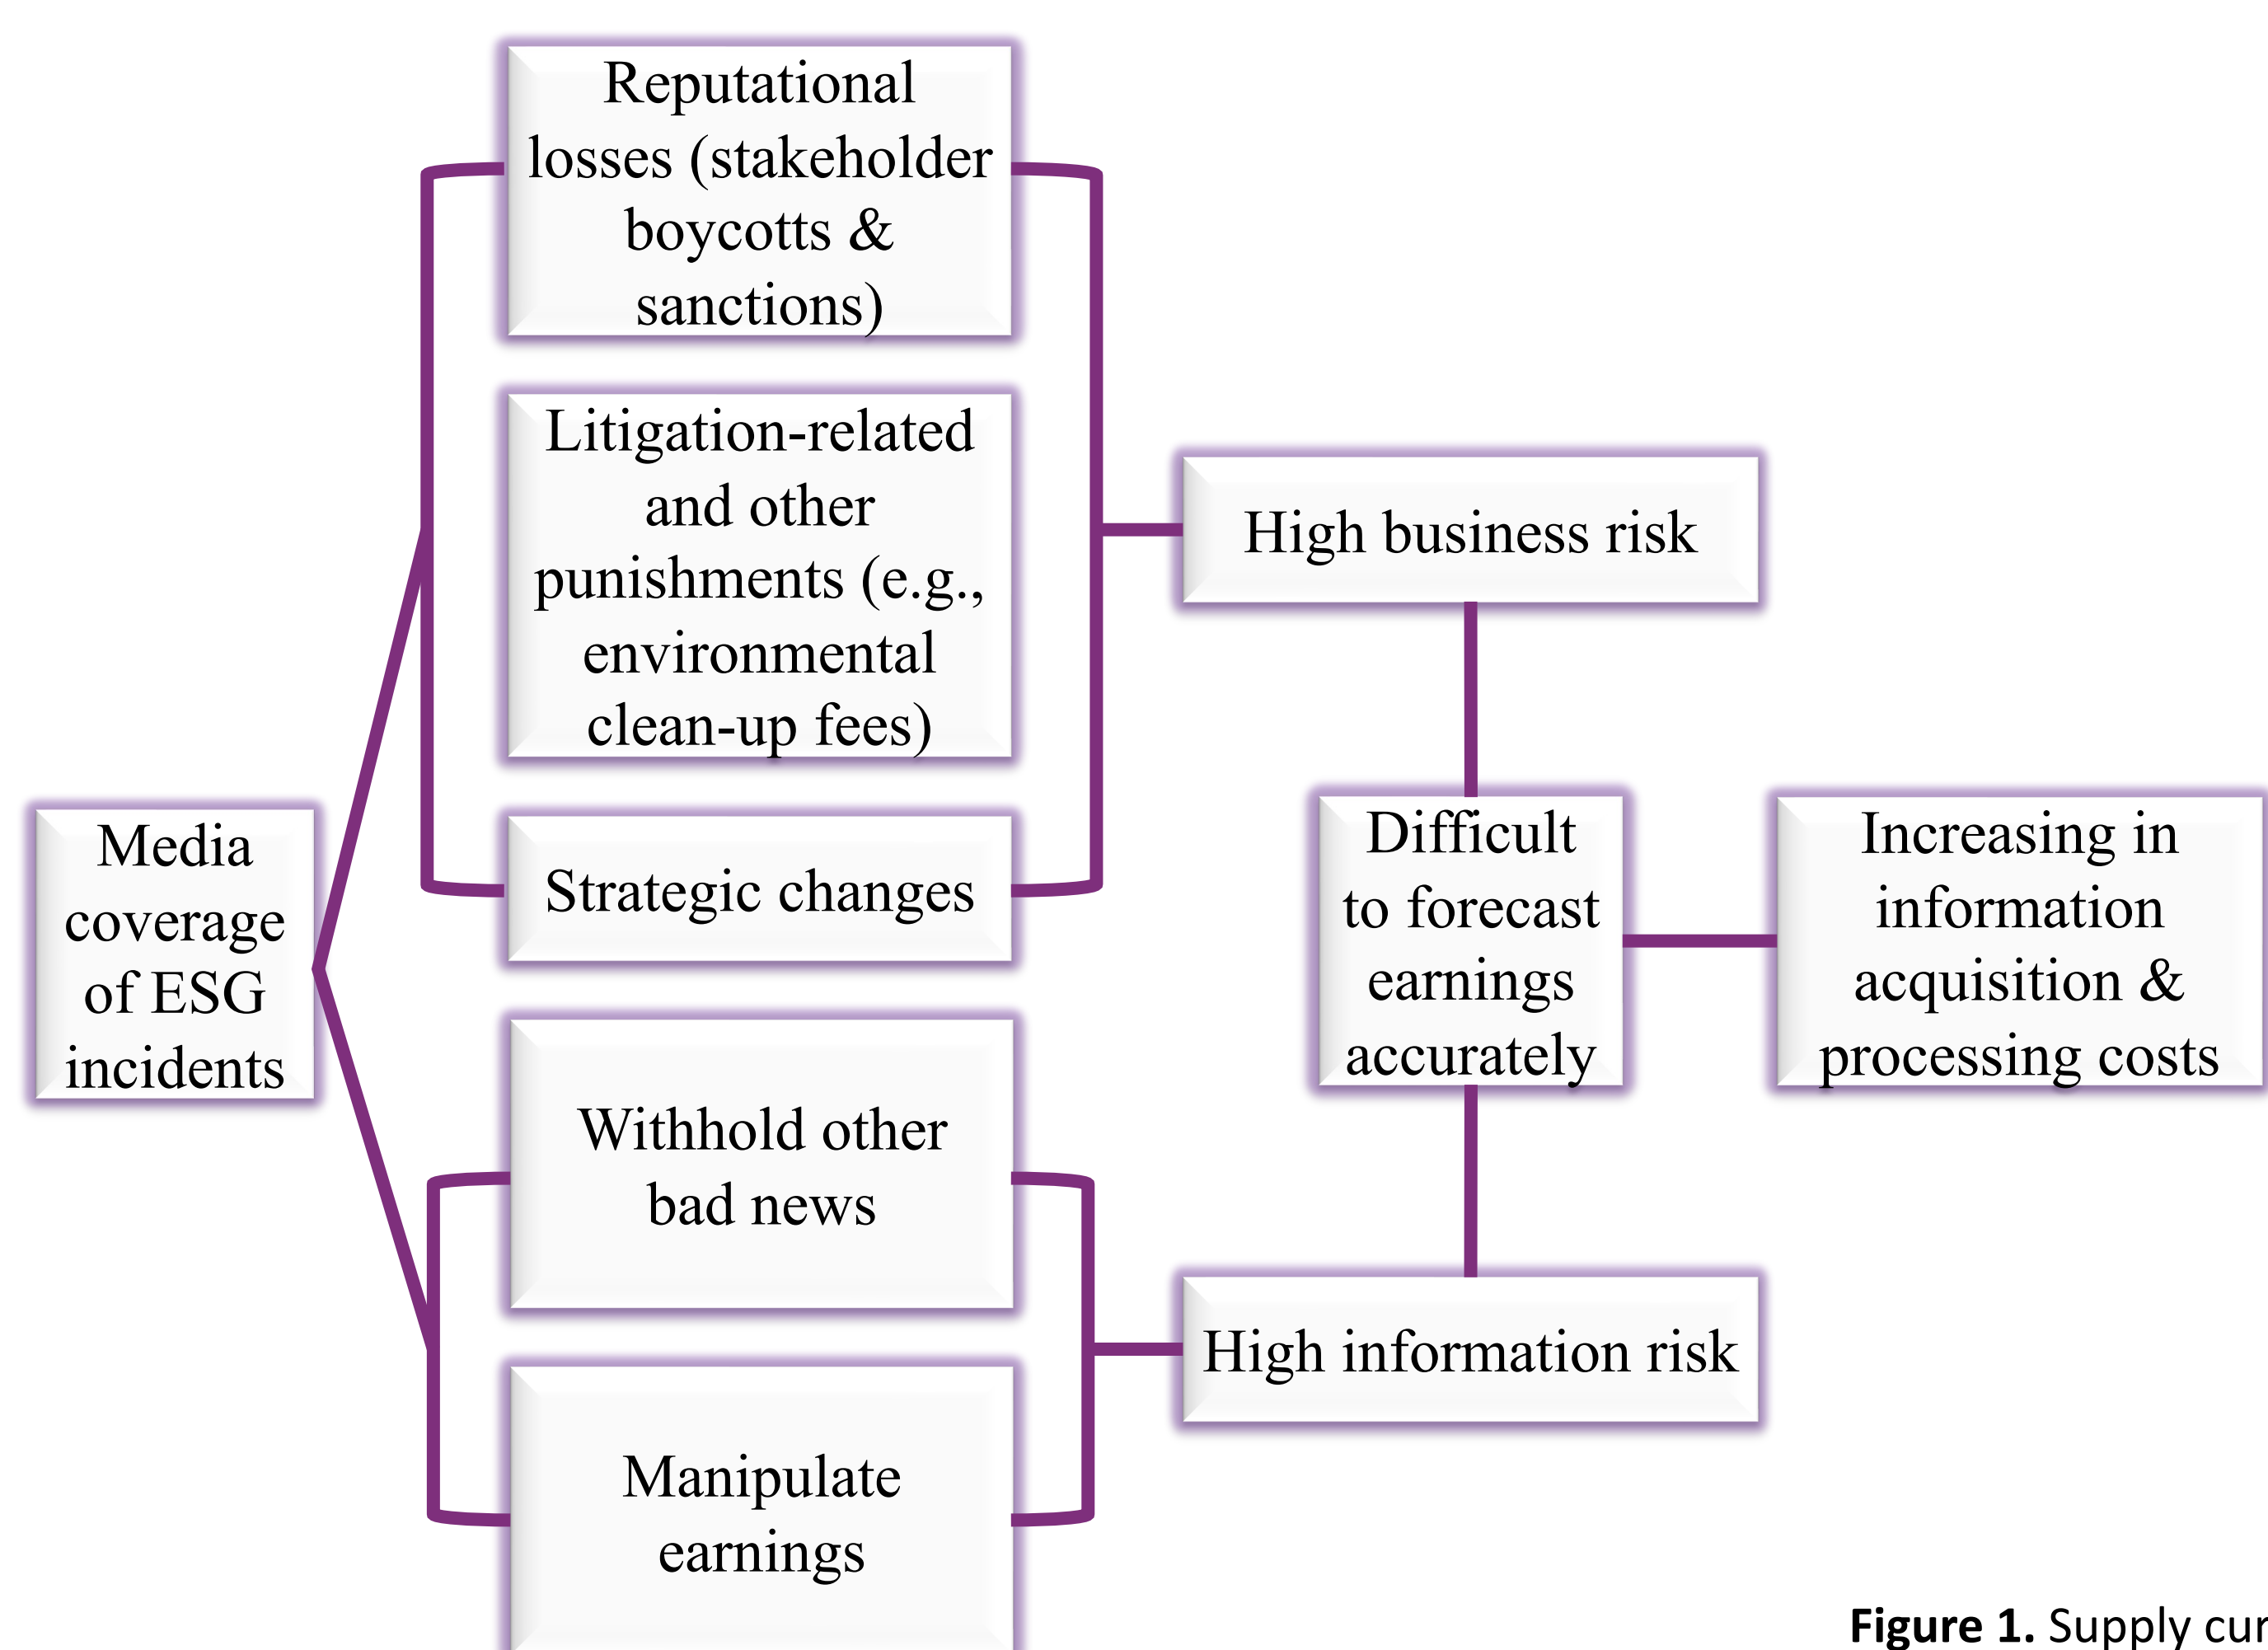 Reputational
losses (stakeholder
boycotts &
sanctions)
Litigation-related
and other
punishments (e.g.,
environmental
clean-up fees)
Strategic changes
Media
coverage
of ESG
incidents
Withhold other
bad news
Manipulate
earnings
High business risk
Difficult
to forecast
earnings
accurately
High information risk
Increasing in
information
acquisition &
processing costs
Figure 1. Supply